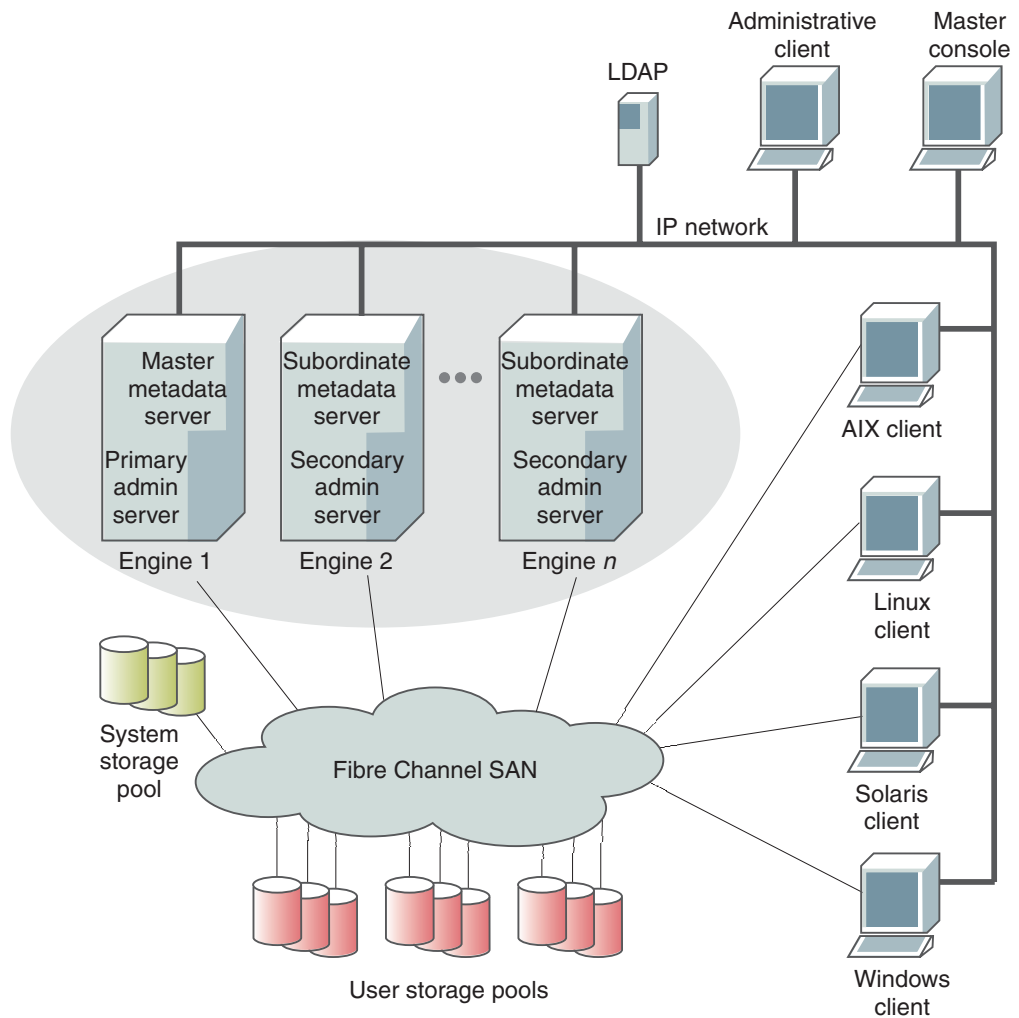 Administrative
client
Master
console
LDAP
IP network
Master
metadata
server
Primary
admin
server
Engine 1
Subordinate
metadata
server
Secondary
admin
server
Engine 2
Subordinate
metadata
server
Secondary
admin
server
Engine n
AIX client
Linux
client
Solaris
client
Windows
client
System
storage
pool
Fibre Channel SAN
User storage pools